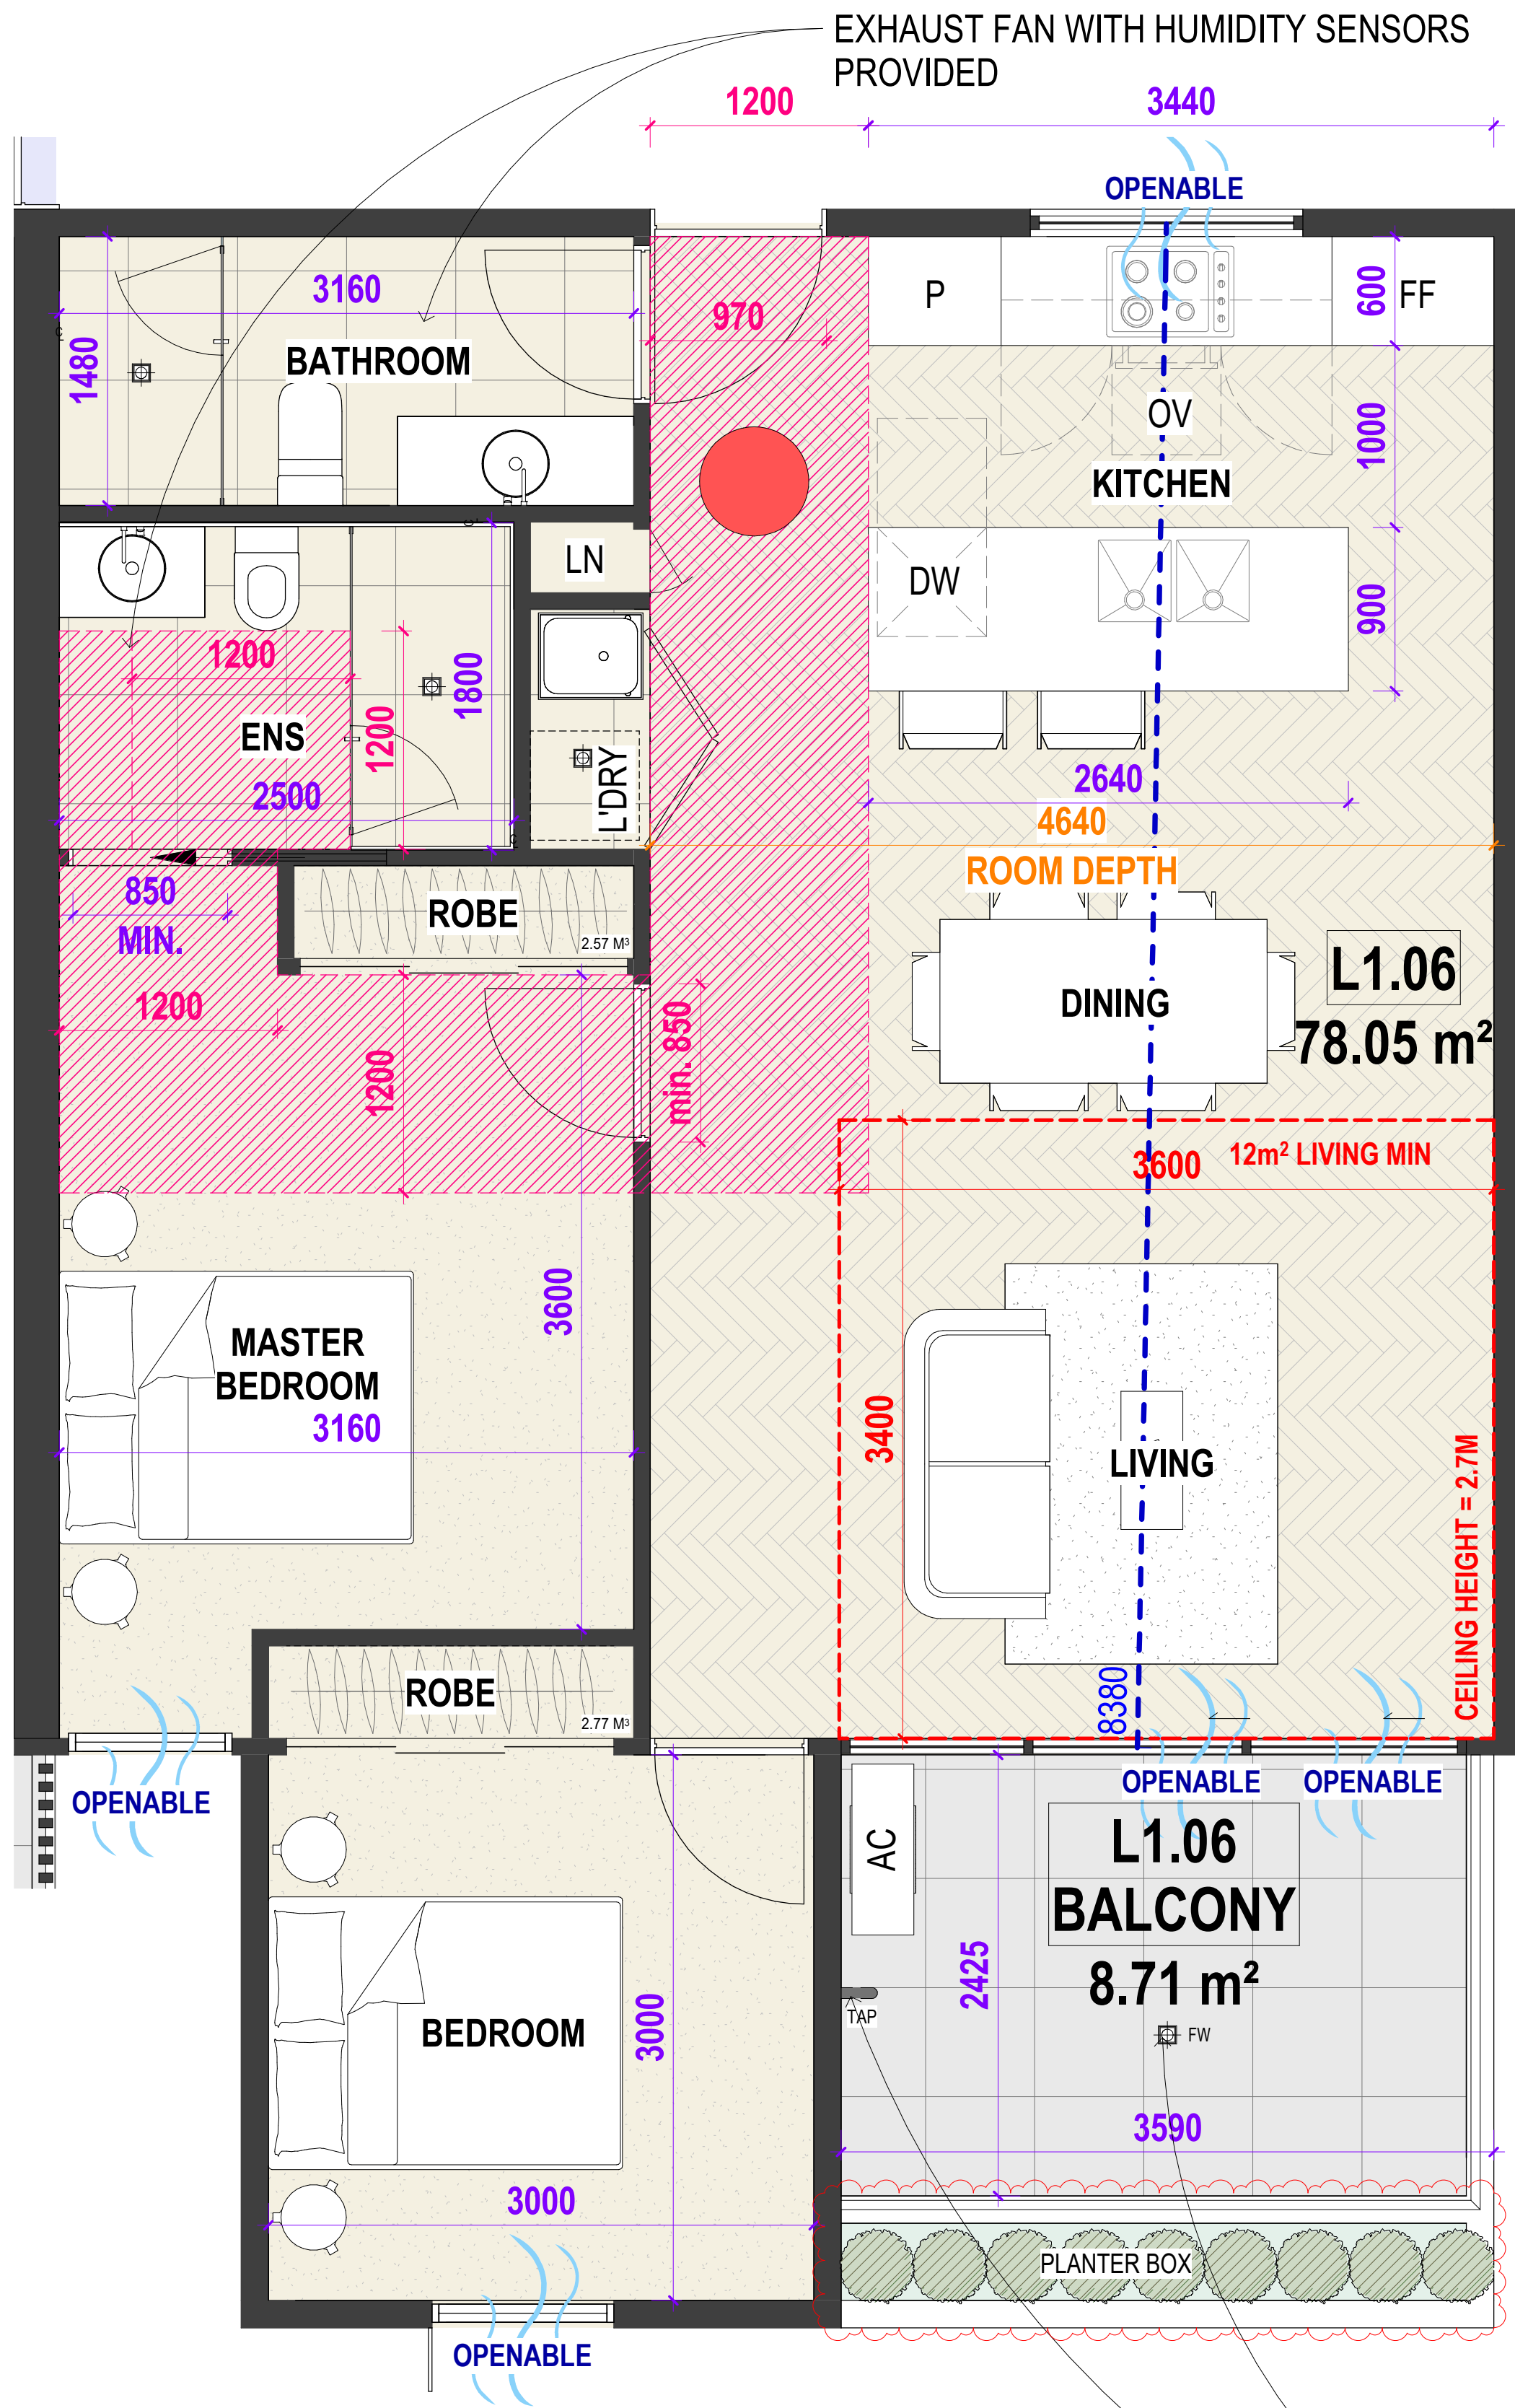 EXHAUST FAN WITH HUMIDITY SENSORS
PROVIDED
1200
3440
OPENABLE
3160
970
P
600
FF
BATHROOM
1480
OV
1000
KITCHEN
LN
DW
900
1200
1800
ENS
1200
2500
L'DRY
2640
4640
ROOM DEPTH
850
MIN.
ROBE
2.57 M³
L1.06
78.05 m²
DINING
1200
1200
min. 850
12m² LIVING MIN
3600
3600
MASTER
BEDROOM
3160
3400
LIVING
CEILING HEIGHT = 2.7M
ROBE
2.77 M³
8380
OPENABLE
OPENABLE
OPENABLE
AC
L1.06
BALCONY
8.71 m²
2425
TAP
FW
BEDROOM
3000
3590
3000
PLANTER BOX
OPENABLE